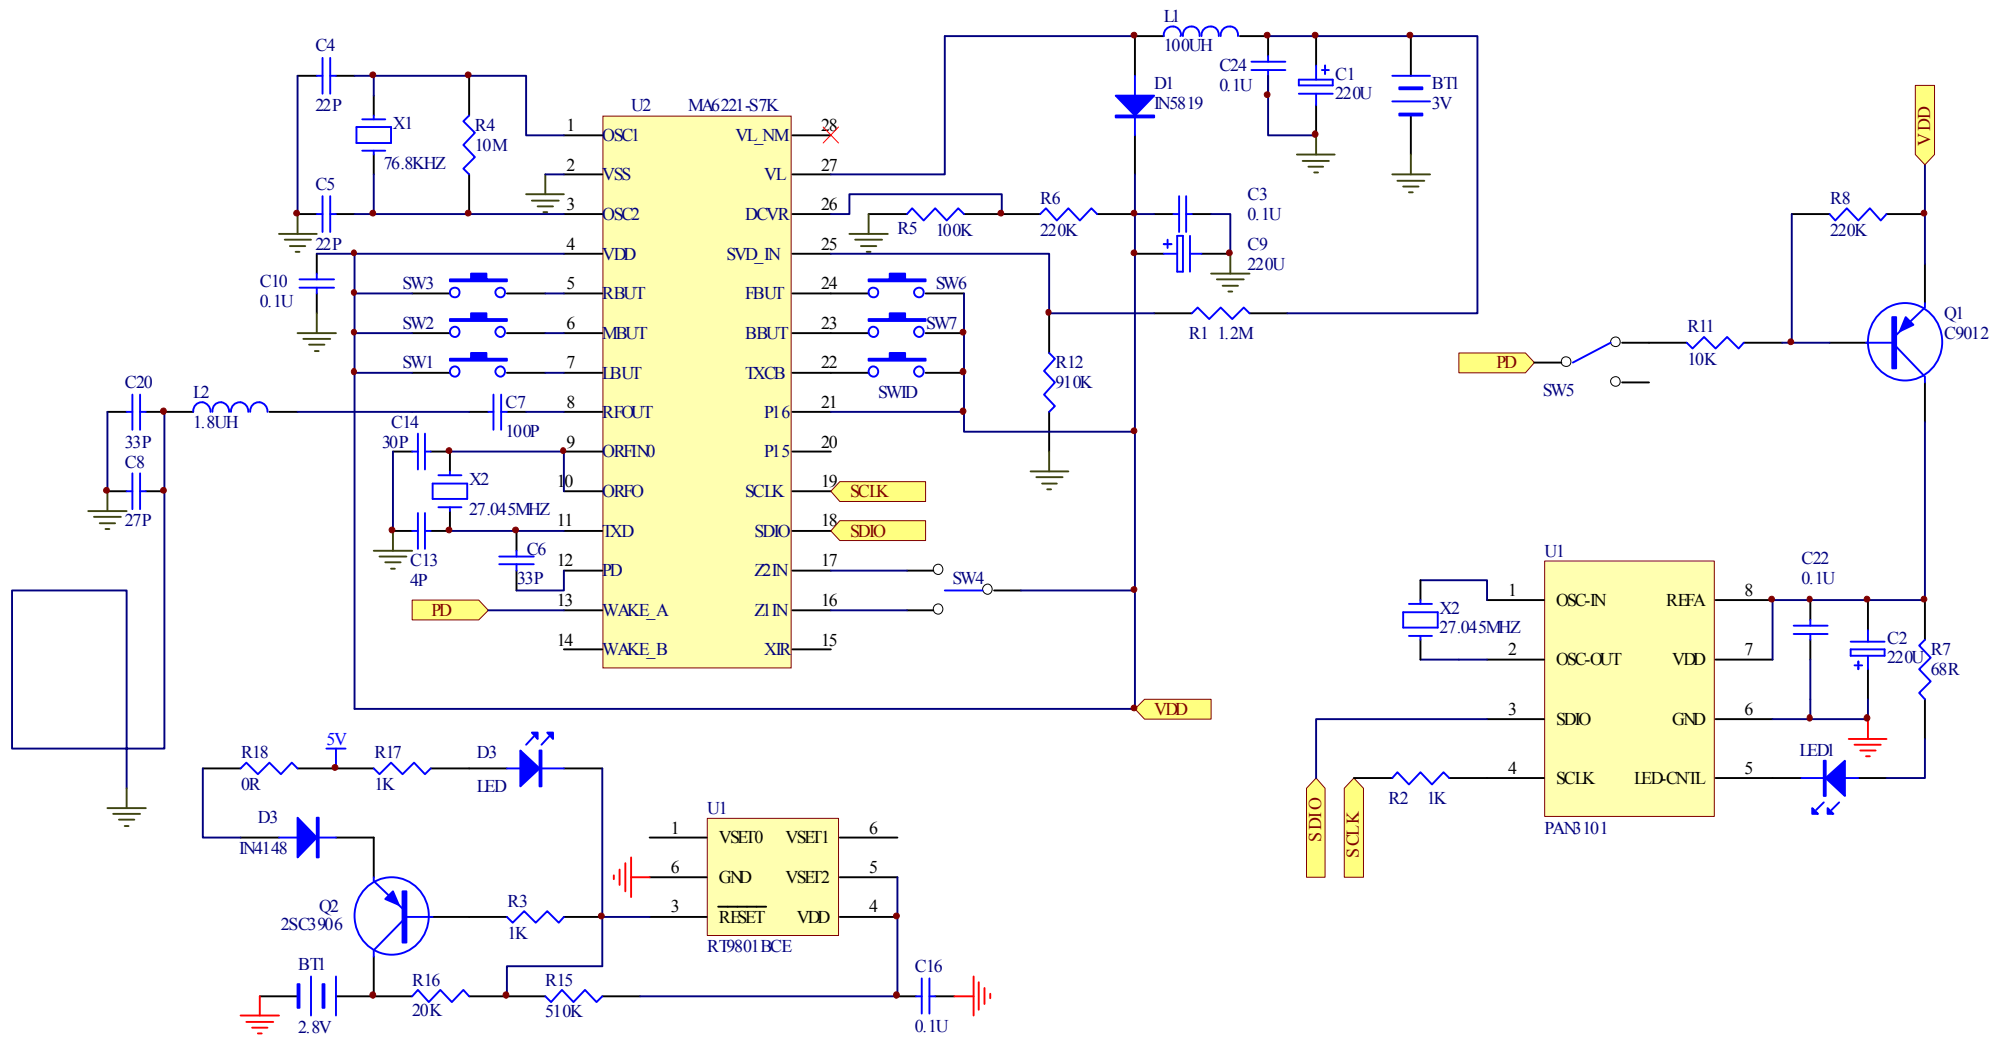 L1
100UH
C4
22P
C24
0.1U
C1
220U
BT1
3V
D1
IN5819
U2
MA6221-S7K
X1
76.8KHZ
R4
10M
1
OSC1
VL_NM
28
2
VSS
VL
27
C5
22P
3
OSC2
DCVR
26
R5
100K
R6
220K
C3
0.1U
4
VDD
SVD_IN
25
C9
220U
C10
0.1U
SW3
5
RBUT
FBUT
24
SW6
SW2
6
MBUT
BBUT
23
SW7
R1 1.2M
SW1
7
LBUT
TXCB
22
SWID
R12
910K
C20
33P
L2
1.8UH
C7
100P
8
RFOUT
P16
21
C14
30P
9
ORFIN0
P15
20
C8
27P
X2
27.045MHZ
10
ORFO
SCLK
19
SCLK
11
TXD
SDIO
18
SDIO
C13
4P
C6
33P
12
PD
Z2IN
17
SW4
PD
13
WAKE_A
Z1IN
16
14
WAKE_B
XIR
15
VDD
VDD
R8
220K
Q1
C9012
R11
10K
PD
SW5
U1
C22
0.1U
X2
27.045MHZ
1
OSC-IN
REFA
8
2
OSC-OUT
VDD
7
C2
220U
R7
68R
3
SDIO
GND
6
4
SCLK
LED-CNTL
5
LED1
R2 1K
SDIO
SCLK
PAN3101
5V
R18
0R
R17
1K
D3
LED
D3
IN4148
U1
1
VSET0
VSET1
6
6
GND
VSET2
5
3
RESET
VDD
4
RT9801BCE
Q2
2SC3906
R3
1K
BT1
2.8V
R16
20K
R15
510K
C16
0.1U